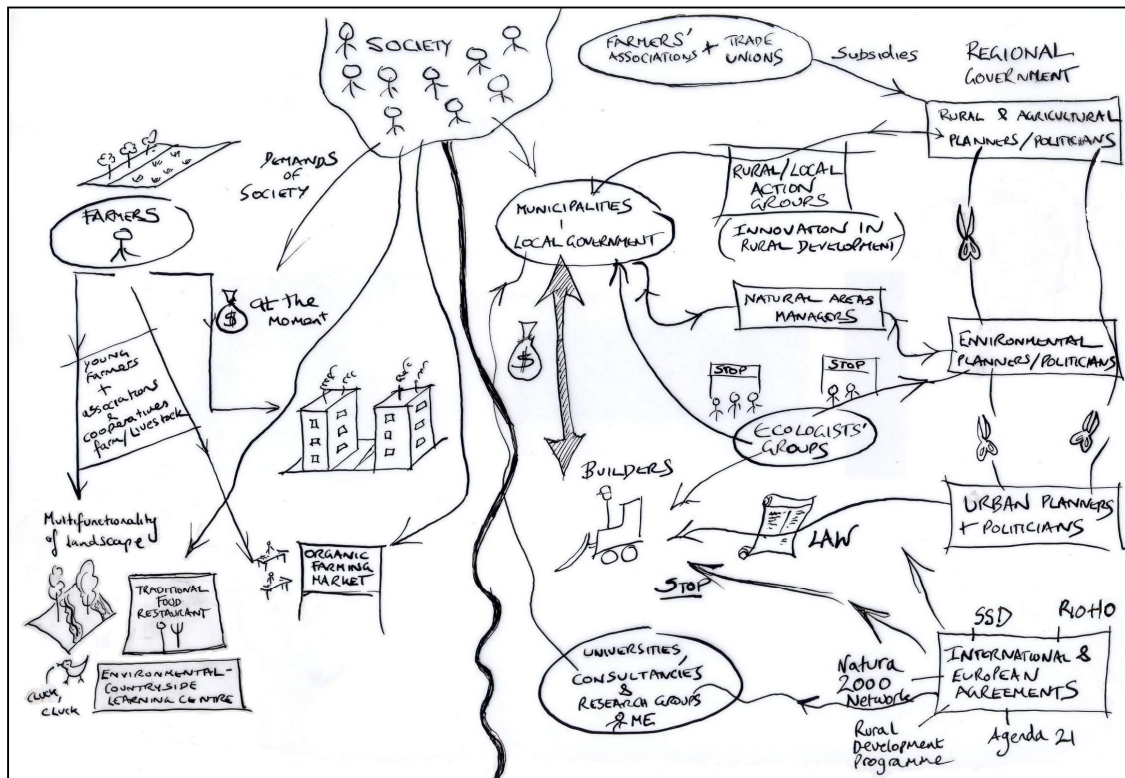 SOCIETY
FARMERS'
ASSOCIATIONS + TRADE
UNIONS
Subsidies
REGIONAL
GOVERNMENT
RURAL & AGRICULTURAL
PLANNERS/POLITICIANS
DEMANDS
OF
SOCIETY
FARMERS
MUNICIPALITIES
LOCAL GOVERNMENT
RURAL/LOCAL
ACTION
GROUPS
(INNOVATION IN
RURAL DEVELOPMENT)
$
at the
moment
$
NATURAL AREAS
MANAGERS
ENVIRONMENTAL
PLANNERS/POLITICIANS
young
farmers
+
associations
&
cooperatives
farm/livestock
STOP
STOP
ECOLOGISTS'
GROUPS
BUILDERS
URBAN PLANNERS
+ POLITICIANS
LAW
STOP
Multifunctionality
of landscape
TRADITIONAL
FOOD
RESTAURANT
ORGANIC
FARMING
MARKET
CLUCK,
CLUCK
ENVIRONMENTAL-
COUNTRYSIDE
LEARNING CENTRE
UNIVERSITIES,
CONSULTANCIES
&
RESEARCH GROUPS
ME
SSD
RIO+10
INTERNATIONAL &
EUROPEAN
AGREEMENTS
Natura
2000
Network
Rural
Development
Programme
Agenda 21